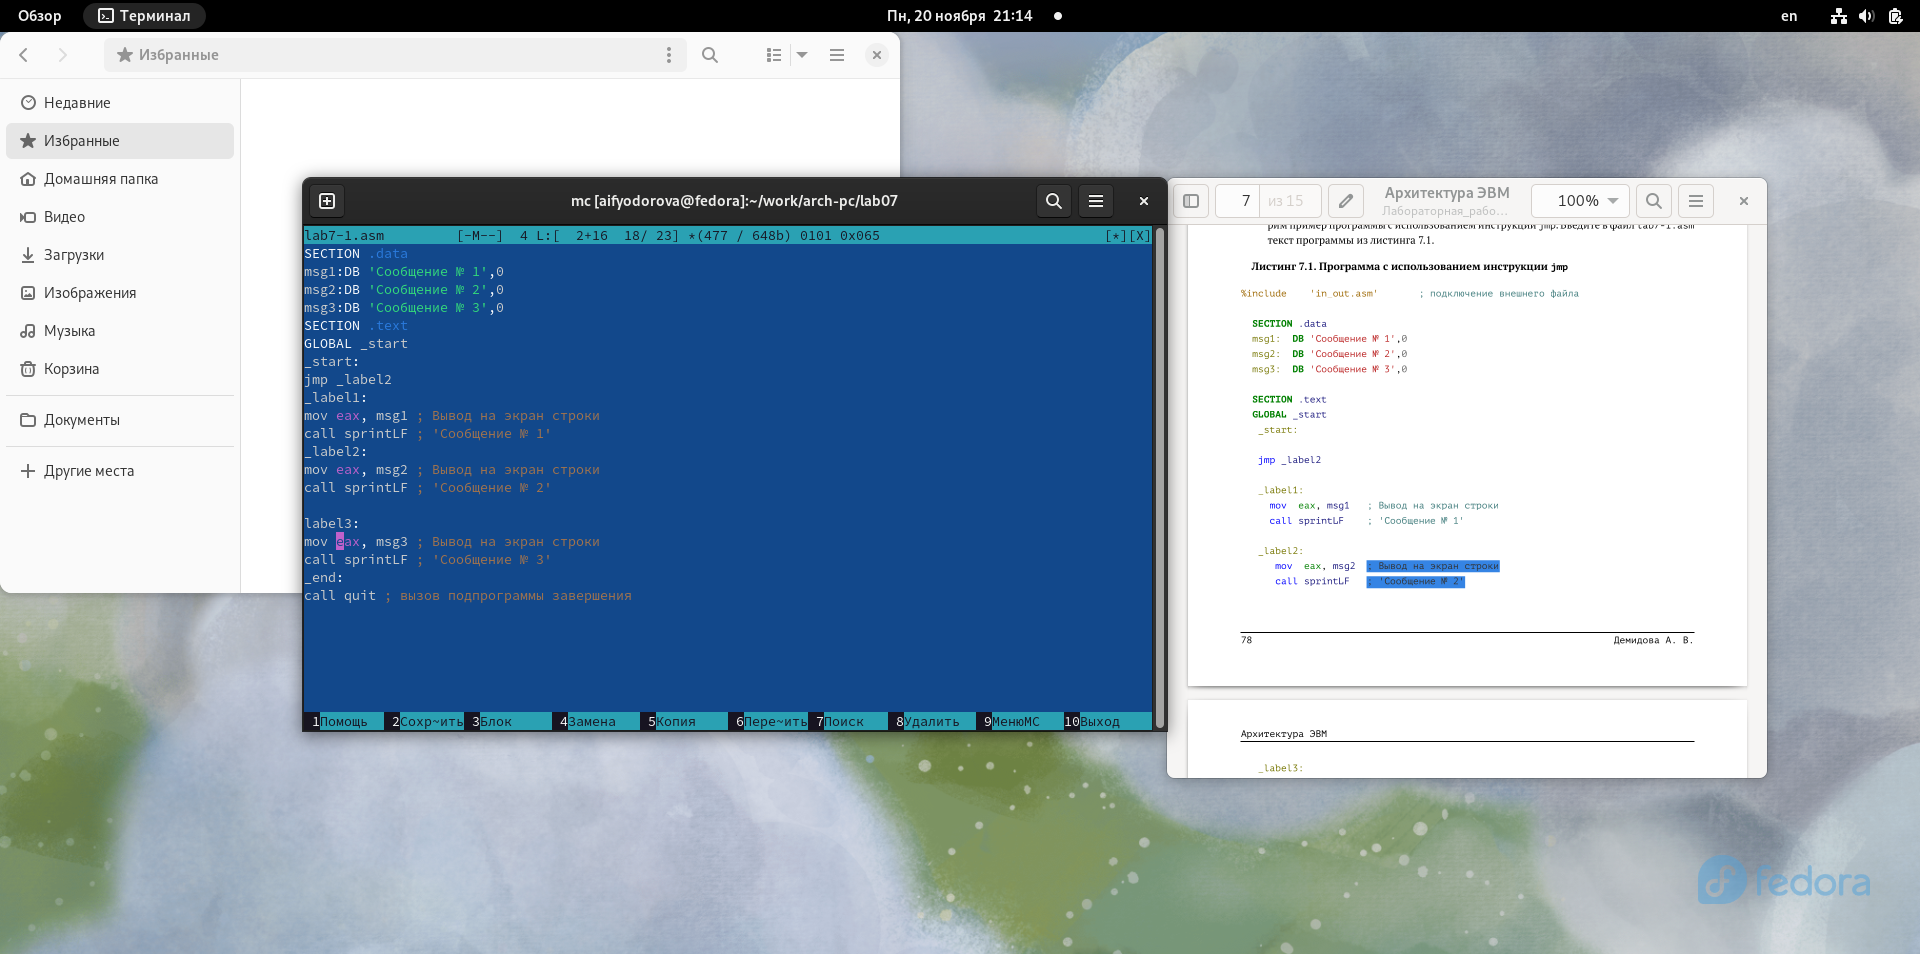 Обзор
Терминал
Пн, 20 ноября 21:14
en
Избранные
Недавние
Избранные
Домашняя папка
Видео
Загрузки
Изображения
Музыка
Корзина
Документы
Другие места
mc [aifyodorova@fedora]:~/work/arch-pc/lab07
lab7-1.asm [-M--] 4 L:[ 2+16 18/ 23] *(477 / 648b) 0101 0x065 [*][X]
SECTION .data
msg1:DB 'Сообщение № 1',0
msg2:DB 'Сообщение № 2',0
msg3:DB 'Сообщение № 3',0
SECTION .text
GLOBAL _start
_start:
jmp _label2
_label1:
mov eax, msg1 ; Вывод на экран строки
call sprintLF ; 'Сообщение № 1'
_label2:
mov eax, msg2 ; Вывод на экран строки
call sprintLF ; 'Сообщение № 2'
label3:
mov eax, msg3 ; Вывод на экран строки
call sprintLF ; 'Сообщение № 3'
_end:
call quit ; вызов подпрограммы завершения
1Помощь 2Сохр~ить 3Блок 4Замена 5Копия 6Пере~ить 7Поиск 8Удалить 9МенюМС 10Выход
7 из 15
Архитектура ЭВМ
Лабораторная_рабо...
100%
рим пример программы с использованием инструкции jmp. Введите в файл lab7-1.asm
текст программы из листинга 7.1.
Листинг 7.1. Программа с использованием инструкции jmp
%include 'in_out.asm' ; подключение внешнего файла
SECTION .data
msg1: DB 'Сообщение № 1',0
msg2: DB 'Сообщение № 2',0
msg3: DB 'Сообщение № 3',0
SECTION .text
GLOBAL _start
_start:
jmp _label2
_label1:
mov eax, msg1 ; Вывод на экран строки
call sprintLF ; 'Сообщение № 1'
_label2:
mov eax, msg2 ; Вывод на экран строки
call sprintLF ; 'Сообщение № 2'
78 Демидова А. В.
Архитектура ЭВМ
_label3:
fedora